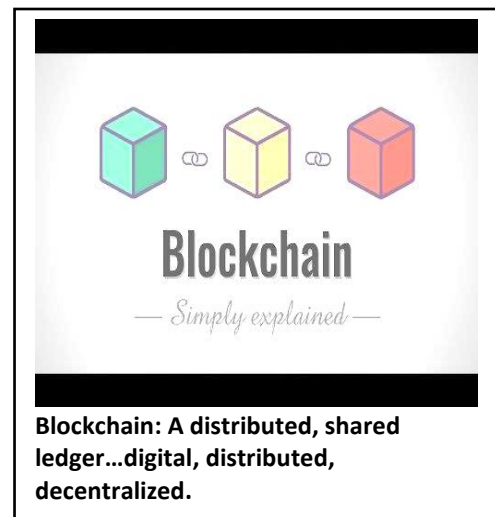 Blockchain
— Simply explained —
Blockchain: A distributed, shared
ledger…digital, distributed,
decentralized.